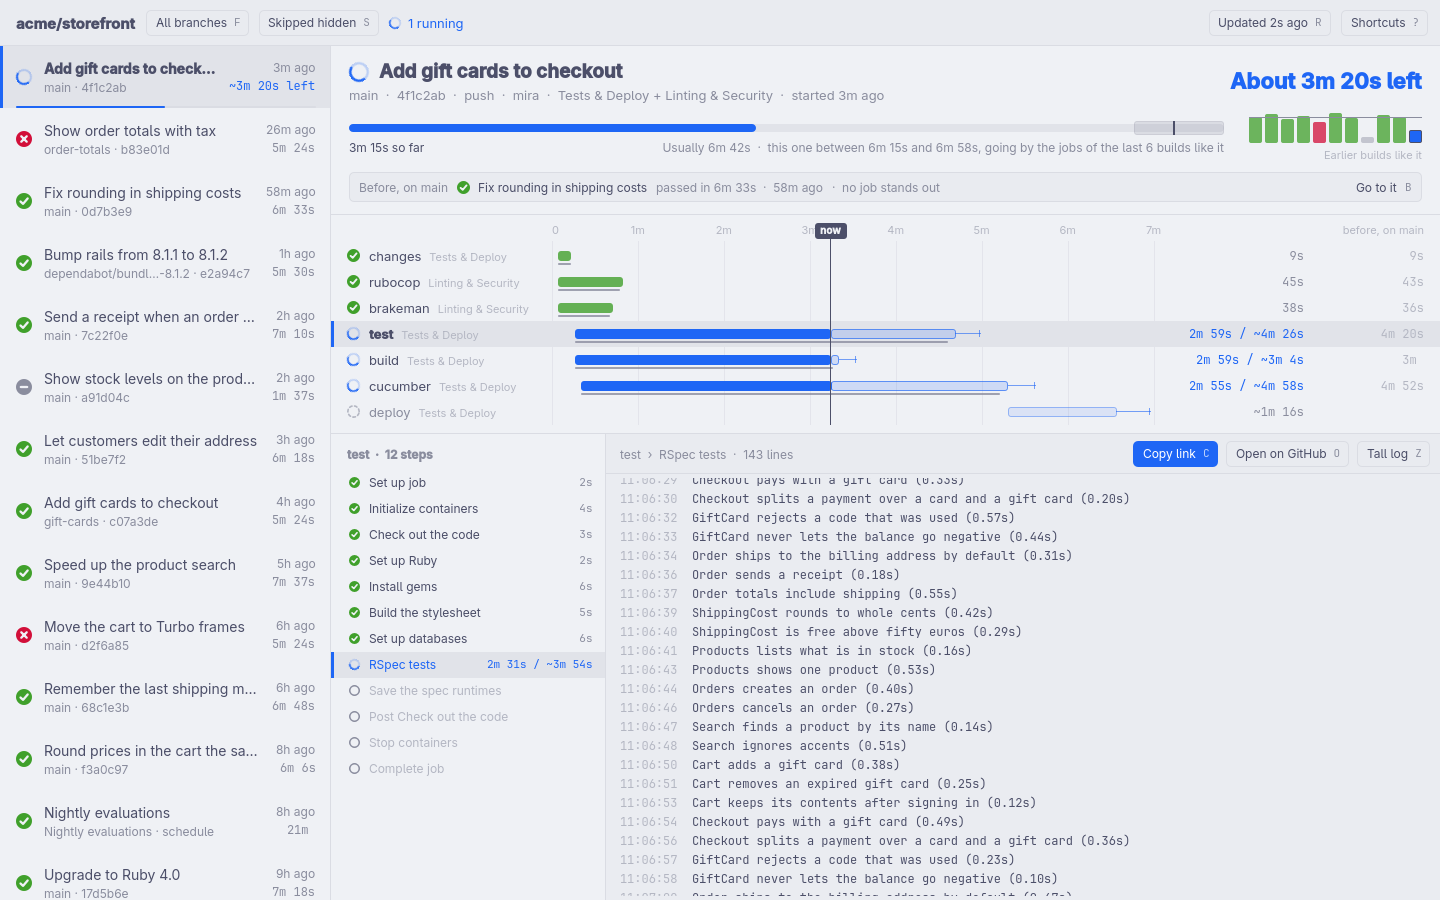 acme/storefront
All branches F
Skipped hidden S
1 running
Updated 2s ago R
Shortcuts ?
Add gift cards to check...
3m ago
main · 4f1c2ab
~3m 20s left
Show order totals with tax
26m ago
order-totals · b83e01d
5m 24s
Fix rounding in shipping costs
58m ago
main · 0d7b3e9
6m 33s
Bump rails from 8.1.1 to 8.1.2
1h ago
dependabot/bundl...-8.1.2 · e2a94c7
5m 30s
Send a receipt when an order ...
2h ago
main · 7c22f0e
7m 10s
Show stock levels on the prod...
2h ago
main · a91d04c
1m 37s
Let customers edit their address
3h ago
main · 51be7f2
6m 18s
Add gift cards to checkout
4h ago
gift-cards · c07a3de
5m 24s
Speed up the product search
5h ago
main · 9e44b10
7m 37s
Move the cart to Turbo frames
6h ago
main · d2f6a85
5m 24s
Remember the last shipping m...
6h ago
main · 68c1e3b
6m 48s
Round prices in the cart the sa...
8h ago
main · f3a0c97
6m 6s
Nightly evaluations
8h ago
Nightly evaluations · schedule
21m
Upgrade to Ruby 4.0
9h ago
main · 17d5b6e
7m 18s
Add gift cards to checkout
main · 4f1c2ab · push · mira · Tests & Deploy + Linting & Security · started 3m ago
About 3m 20s left
3m 15s so far
Usually 6m 42s · this one between 6m 15s and 6m 58s, going by the jobs of the last 6 builds like it
Earlier builds like it
Before, on main Fix rounding in shipping costs passed in 6m 33s · 58m ago · no job stands out
Go to it B
0 1m 2m 3m now 4m 5m 6m 7m before, on main
changes Tests & Deploy 9s 9s
rubocop Linting & Security 45s 43s
brakeman Linting & Security 38s 36s
test Tests & Deploy 2m 59s / ~4m 26s 4m 20s
build Tests & Deploy 2m 59s / ~3m 4s 3m
cucumber Tests & Deploy 2m 55s / ~4m 58s 4m 52s
deploy Tests & Deploy ~1m 16s
test · 12 steps
Set up job 2s
Initialize containers 4s
Check out the code 3s
Set up Ruby 2s
Install gems 6s
Build the stylesheet 5s
Set up databases 6s
RSpec tests 2m 31s / ~3m 54s
Save the spec runtimes
Post Check out the code
Stop containers
Complete job
test › RSpec tests · 143 lines
Copy link C
Open on GitHub O
Tall log Z
11:06:29 Checkout pays with a gift card (0.33s)
11:06:30 Checkout splits a payment over a card and a gift card (0.20s)
11:06:32 GiftCard rejects a code that was used (0.57s)
11:06:33 GiftCard never lets the balance go negative (0.44s)
11:06:34 Order ships to the billing address by default (0.31s)
11:06:36 Order sends a receipt (0.18s)
11:06:37 Order totals include shipping (0.55s)
11:06:39 ShippingCost rounds to whole cents (0.42s)
11:06:40 ShippingCost is free above fifty euros (0.29s)
11:06:41 Products lists what is in stock (0.16s)
11:06:43 Products shows one product (0.53s)
11:06:44 Orders creates an order (0.40s)
11:06:46 Orders cancels an order (0.27s)
11:06:47 Search finds a product by its name (0.14s)
11:06:48 Search ignores accents (0.51s)
11:06:50 Cart adds a gift card (0.38s)
11:06:51 Cart removes an expired gift card (0.25s)
11:06:53 Cart keeps its contents after signing in (0.12s)
11:06:54 Checkout pays with a gift card (0.49s)
11:06:56 Checkout splits a payment over a card and a gift card (0.36s)
11:06:57 GiftCard rejects a code that was used (0.23s)
11:06:58 GiftCard never lets the balance go negative (0.10s)
11:07:00 Order ships to the billing address by default (0.47s)